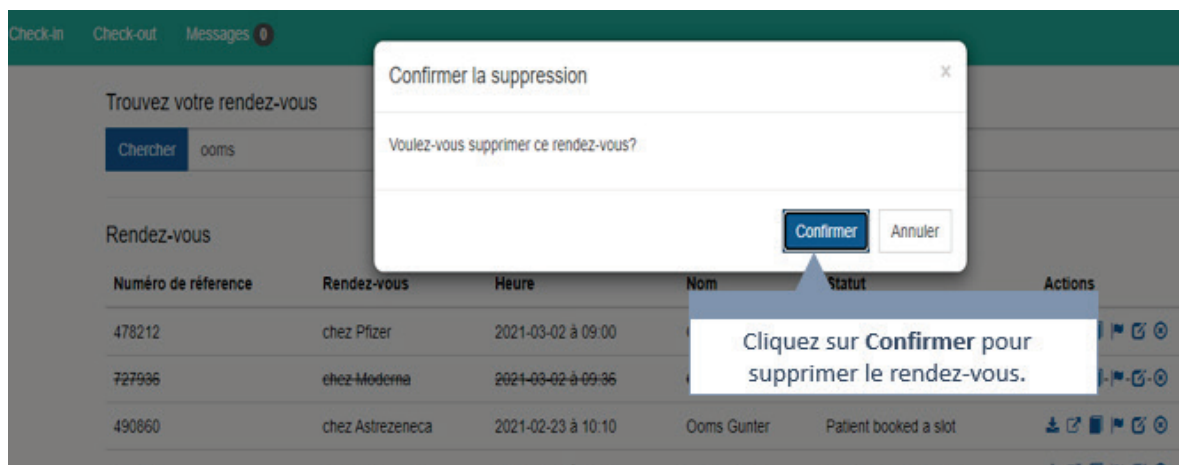 Check-in Check-out Messages 0
Confirmer la suppression x
Trouvez votre rendez-vous
Voulez-vous supprimer ce rendez-vous?
Chercher ooms
Confirmer Annuler
Rendez-vous
Numéro de réference Rendez-vous Heure Nom Statut Actions
478212 chez Pfizer 2021-03-02 à 09:00
Cliquez sur Confirmer pour
supprimer le rendez-vous.
727936 chez Moderna 2021-03-02 à 09:36
490860 chez Astrezeneca 2021-02-23 à 10:10 Ooms Gunter Patient booked a slot